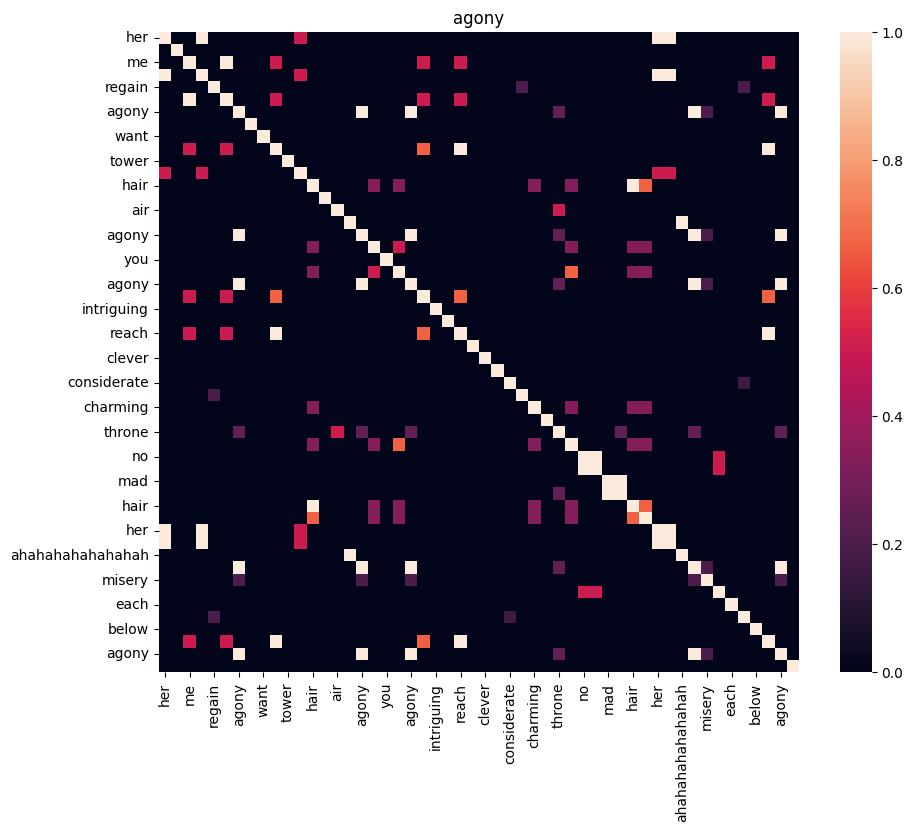 agony
her
me
regain
agony
want
tower
hair
air
agony
you
agony
intriguing
reach
clever
considerate
charming
throne
no
mad
hair
her
ahahahahahahahah
misery
each
below
agony
her
me
regain
agony
want
tower
hair
air
agony
you
agony
intriguing
reach
clever
considerate
charming
throne
no
mad
hair
her
ahahahahahahahah
misery
each
below
agony
1.0
0.8
0.6
0.4
0.2
0.0